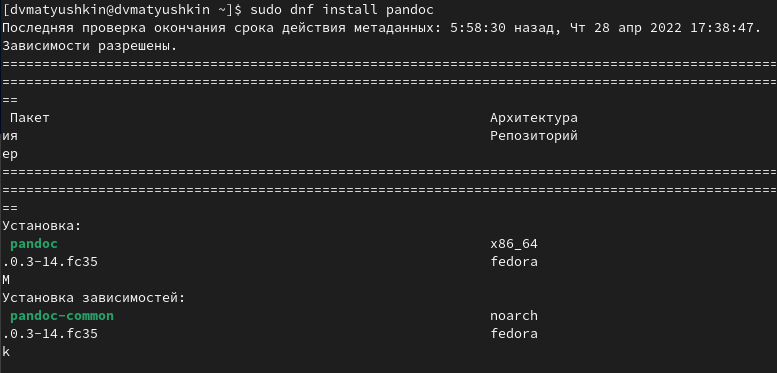 [dvmatyushkin@dvmatyushkin ~]$ sudo dnf install pandoc
Последняя проверка окончания срока действия метаданных: 5:58:30 назад, Чт 28 апр 2022 17:38:47.
Зависимости разрешены.
================================================================================================
================================================================================================
==
Пакет Архитектура
ия Репозиторий
ер
================================================================================================
================================================================================================
==
Установка:
pandoc x86_64
.0.3-14.fc35 fedora
M
Установка зависимостей:
pandoc-common noarch
.0.3-14.fc35 fedora
k